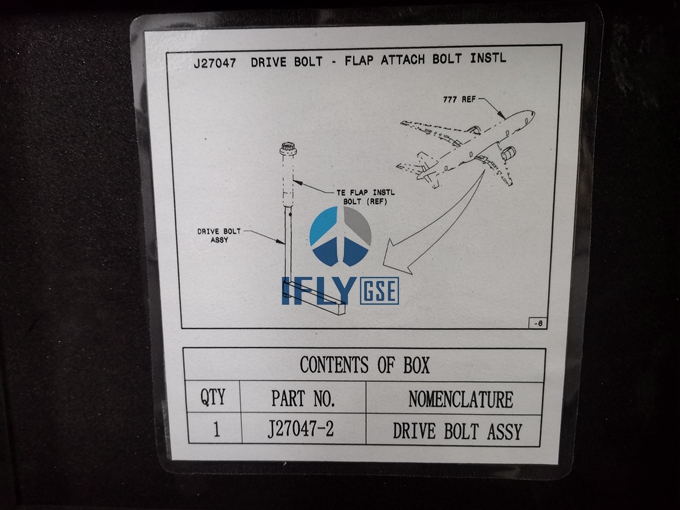 J27047 DRIVE BOLT - FLAP ATTACH BOLT INSTL
777 REF
TE FLAP INSTL
BOLT (REF)
DRIVE BOLT
ASSY
IFLY GSE
-6
CONTENTS OF BOX
QTY PART NO. NOMENCLATURE
1 J27047-2 DRIVE BOLT ASSY